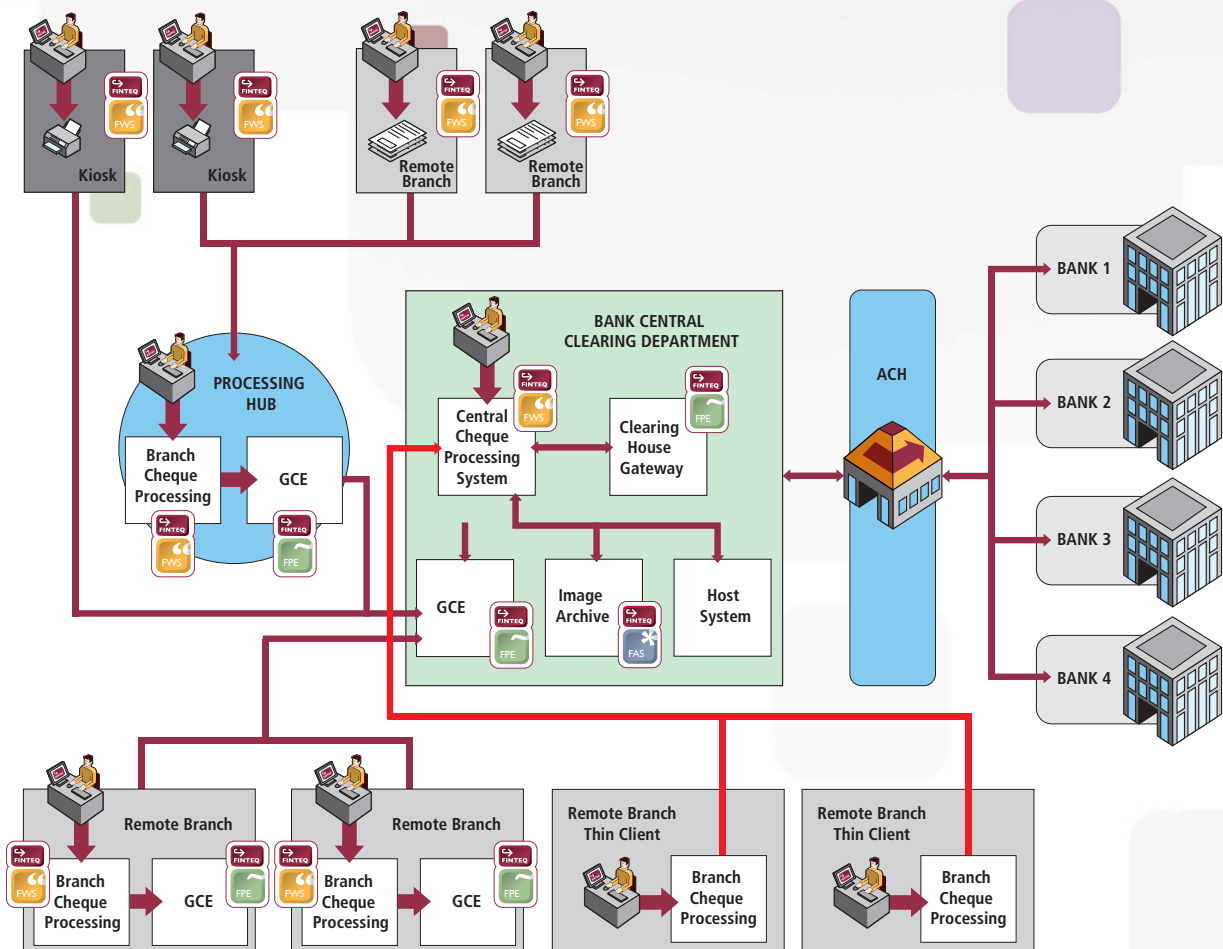 FINTEQ
FWS
FINTEQ
FWS
FINTEQ
FWS
FINTEQ
FWS
Kiosk
Kiosk
Remote
Branch
Remote
Branch
PROCESSING
HUB
Branch
Cheque
Processing
GCE
FINTEQ
FWS
FINTEQ
FPE
BANK CENTRAL
CLEARING DEPARTMENT
Central
Cheque
Processing
System
FINTEQ
FWS
Clearing
House
Gateway
FINTEQ
FPE
GCE
FINTEQ
FPE
Image
Archive
FINTEQ
FAS
Host
System
ACH
BANK 1
BANK 2
BANK 3
BANK 4
Remote Branch
FINTEQ
FWS
Branch
Cheque
Processing
GCE
FINTEQ
FPE
Remote Branch
FINTEQ
FWS
Branch
Cheque
Processing
GCE
FINTEQ
FPE
Remote Branch
Thin Client
Branch
Cheque
Processing
Remote Branch
Thin Client
Branch
Cheque
Processing